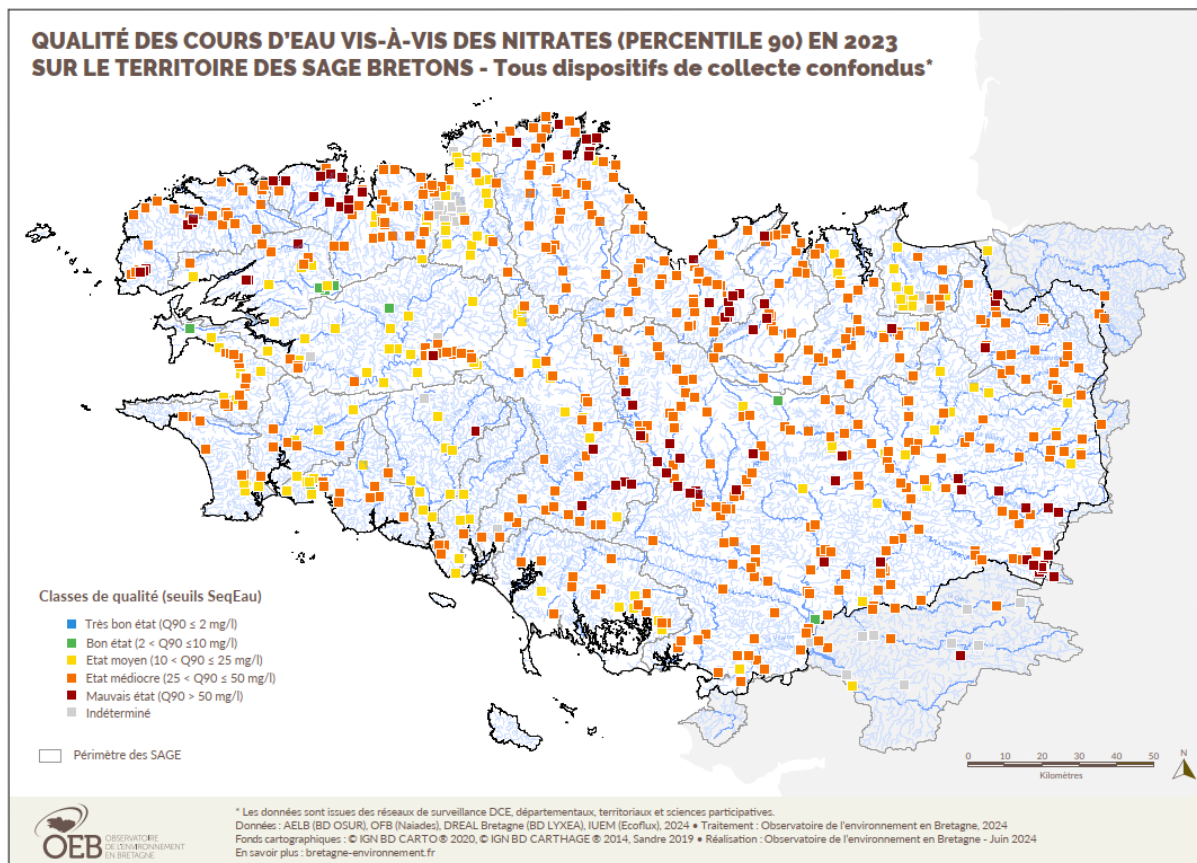 QUALITÉ DES COURS D'EAU VIS-À-VIS DES NITRATES (PERCENTILE 90) EN 2023
SUR LE TERRITOIRE DES SAGE BRETONS - Tous dispositifs de collecte confondus*
Classes de qualité (seuils SeqEau)
Très bon état (Q90 ≤ 2 mg/l)
Bon état (2 < Q90 ≤10 mg/l)
Etat moyen (10 < Q90 ≤ 25 mg/l)
Etat médiocre (25 < Q90 ≤ 50 mg/l)
Mauvais état (Q90 > 50 mg/l)
Indéterminé
Périmètre des SAGE
0 10 20 30 40 50
Kilomètres
N
OEB
OBSERVATOIRE
DE L'ENVIRONNEMENT
EN BRETAGNE
* Les données sont issues des réseaux de surveillance DCE, départementaux, territoriaux et sciences participatives.
Données : AELB (BD OSUR), OFB (Naiades), DREAL Bretagne (BD LYXEA), IUEM (Ecoflux), 2024 • Traitement : Observatoire de l'environnement en Bretagne, 2024
Fonds cartographiques : © IGN BD CARTO ® 2020, © IGN BD CARTHAGE ® 2014, Sandre 2019 • Réalisation : Observatoire de l'environnement en Bretagne - Juin 2024
En savoir plus : bretagne-environnement.fr